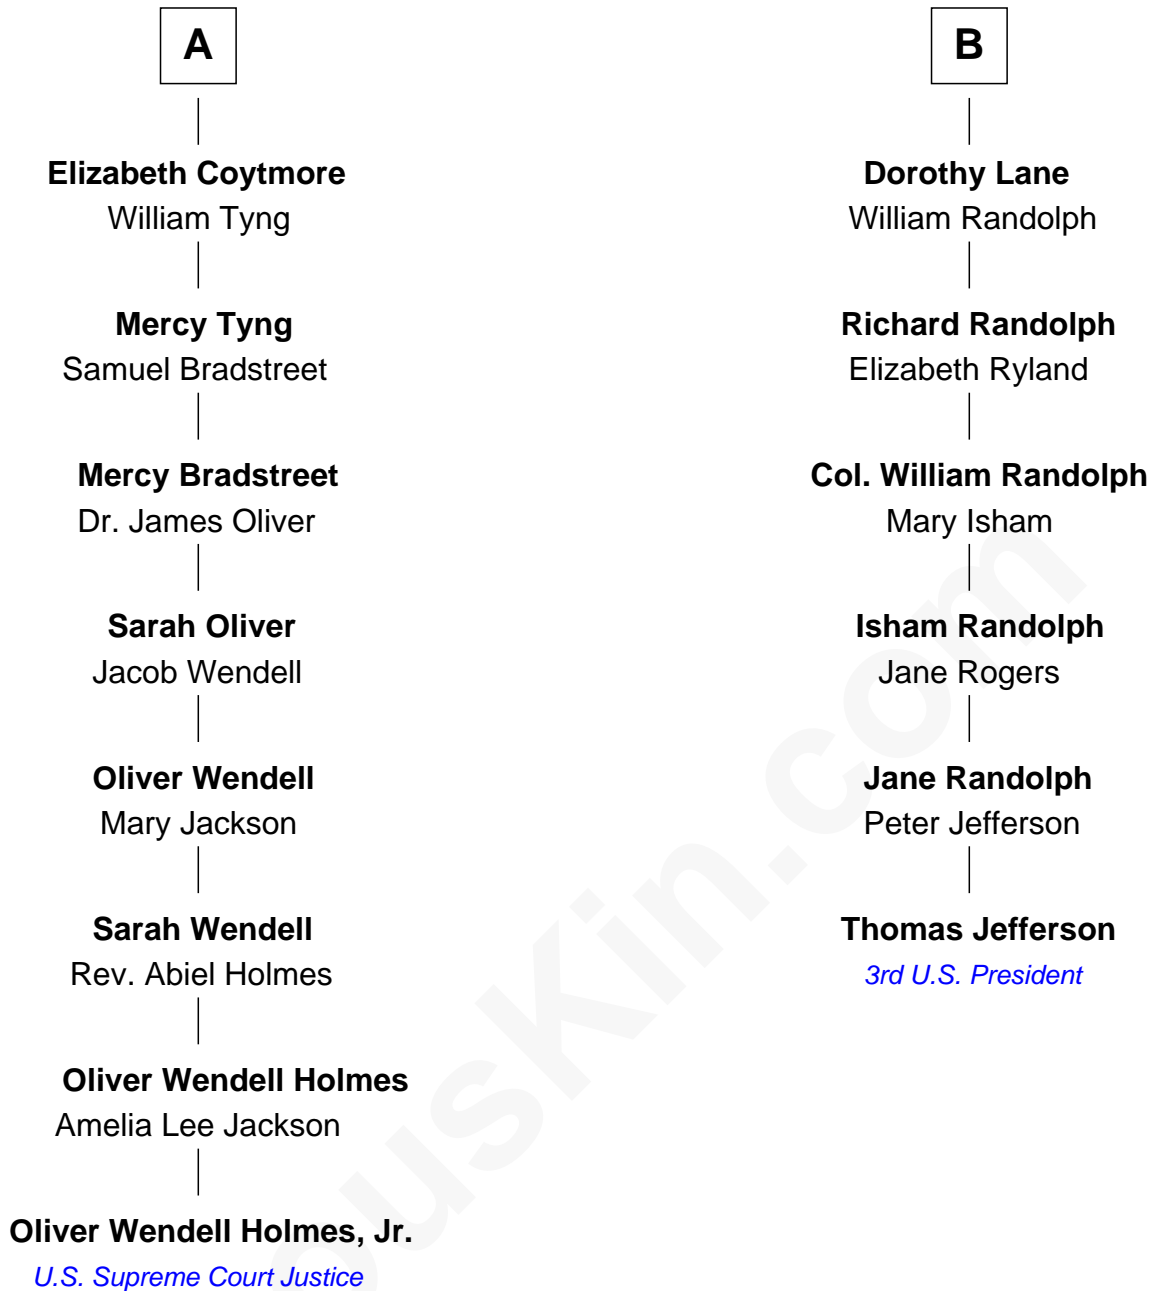 A
Elizabeth Coytmore
William Tyng
Mercy Tyng
Samuel Bradstreet
Mercy Bradstreet
Dr. James Oliver
Sarah Oliver
Jacob Wendell
Oliver Wendell
Mary Jackson
Sarah Wendell
Rev. Abiel Holmes
Oliver Wendell Holmes
Amelia Lee Jackson
Oliver Wendell Holmes, Jr.
U.S. Supreme Court Justice
B
Dorothy Lane
William Randolph
Richard Randolph
Elizabeth Ryland
Col. William Randolph
Mary Isham
Isham Randolph
Jane Rogers
Jane Randolph
Peter Jefferson
Thomas Jefferson
3rd U.S. President
ousKin.com